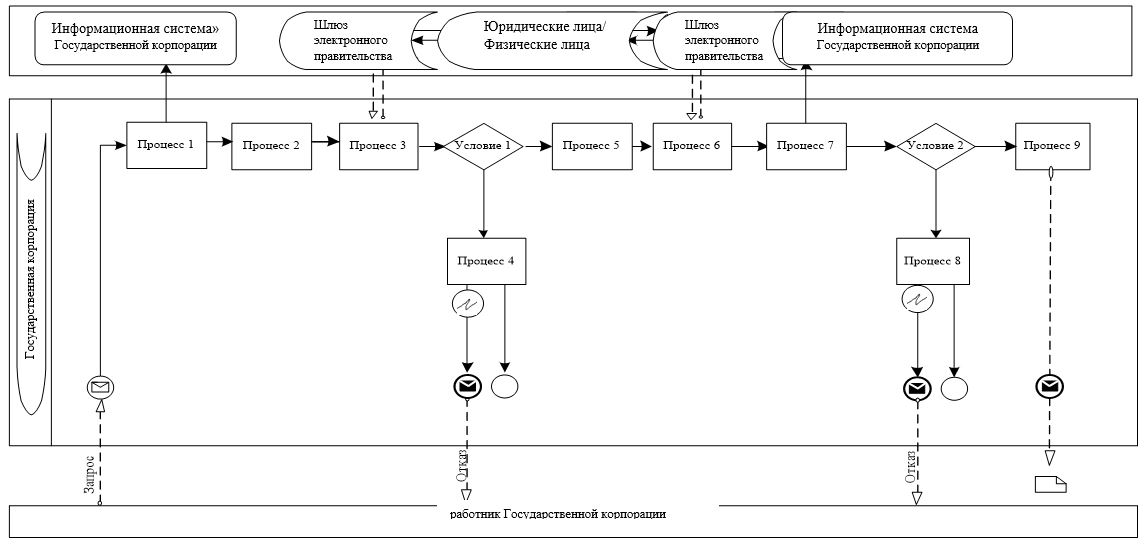 Информационная система»
Государственной корпорации
Шлюз
электронного
правительства
Юридические лица/
Физические лица
Шлюз
электронного
правительства
Информационная система
Государственной корпорации
Государственная корпорация
Процесс 1
Процесс 2
Процесс 3
Условие 1
Процесс 5
Процесс 6
Процесс 7
Условие 2
Процесс 9
Процесс 4
Процесс 8
Запрос
Отказ
Отказ
работник Государственной корпорации